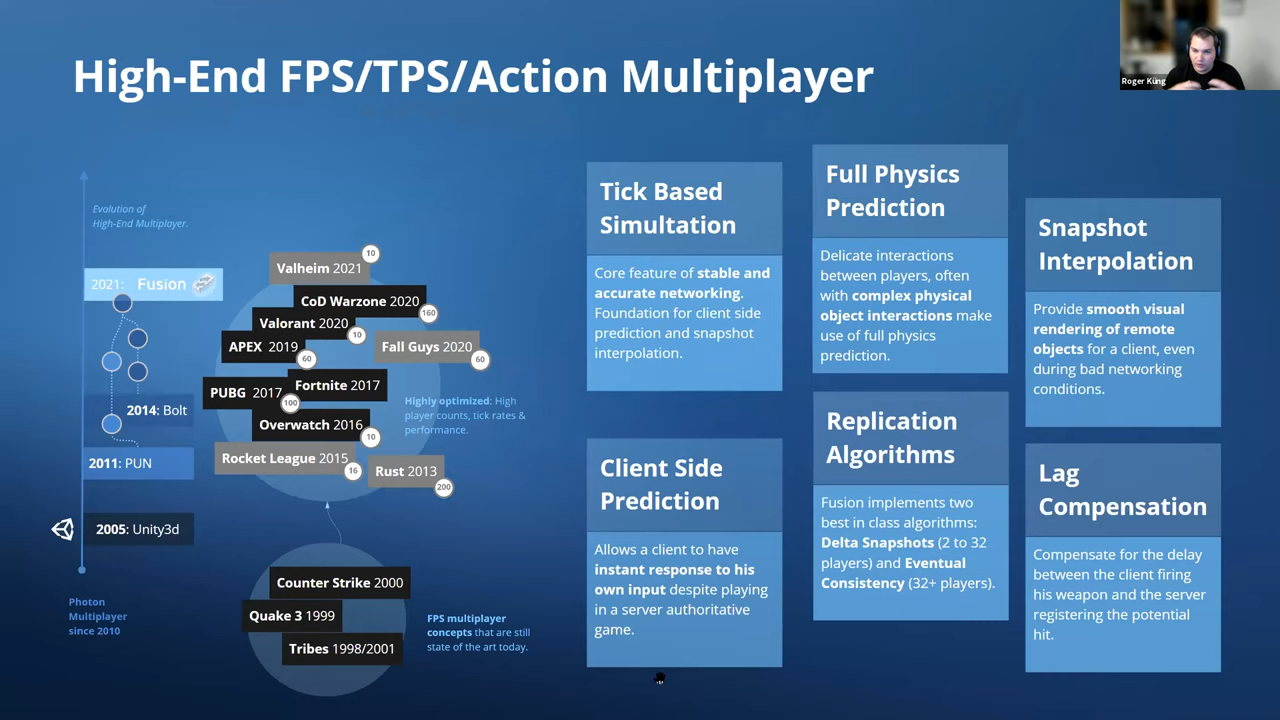 High-End FPS/TPS/Action Multiplayer
Roger Küng
Evolution of
High-End Multiplayer.
2021: Fusion
2014: Bolt
2011: PUN
2005: Unity3d
Photon
Multiplayer
since 2010
Valheim 2021
10
CoD Warzone 2020
160
Valorant 2020
10
APEX 2019
60
Fall Guys 2020
60
Fortnite 2017
PUBG 2017
100
Overwatch 2016
10
Rocket League 2015
16
Rust 2013
200
Highly optimized: High
player counts, tick rates &
performance.
Counter Strike 2000
Quake 3 1999
Tribes 1998/2001
FPS multiplayer
concepts that are still
state of the art today.
Tick Based
Simultation
Core feature of stable and
accurate networking.
Foundation for client side
prediction and snapshot
interpolation.
Client Side
Prediction
Allows a client to have
instant response to his
own input despite playing
in a server authoritative
game.
Full Physics
Prediction
Delicate interactions
between players, often
with complex physical
object interactions make
use of full physics
prediction.
Replication
Algorithms
Fusion implements two
best in class algorithms:
Delta Snapshots (2 to 32
players) and Eventual
Consistency (32+ players).
Snapshot
Interpolation
Provide smooth visual
rendering of remote
objects for a client, even
during bad networking
conditions.
Lag
Compensation
Compensate for the delay
between the client firing
his weapon and the server
registering the potential
hit.